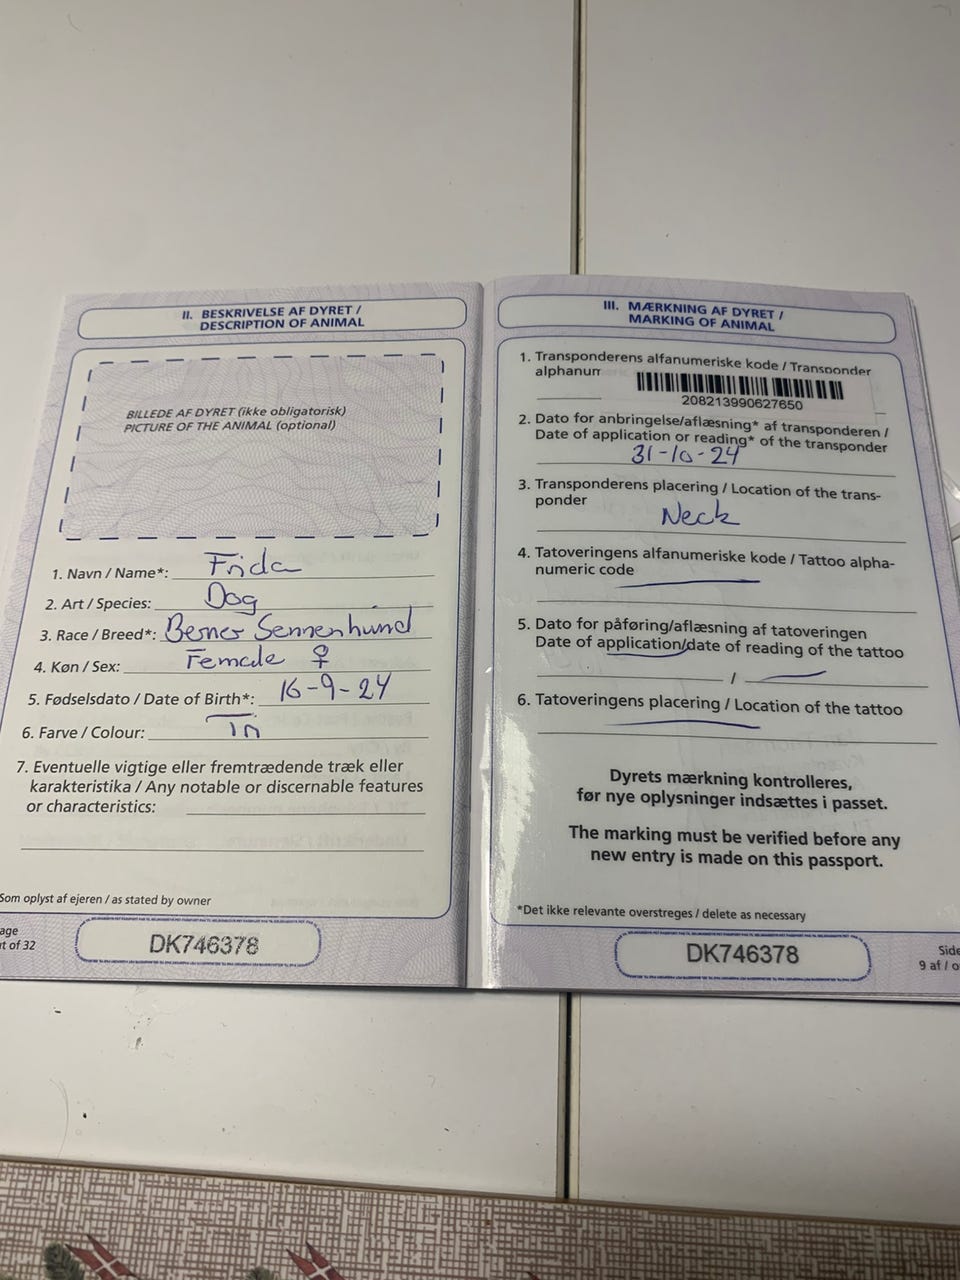 II. BESKRIVELSE AF DYRET /
DESCRIPTION OF ANIMAL
BILLEDE AF DYRET (ikke obligatorisk)
PICTURE OF THE ANIMAL (optional)
1. Navn / Name*: Frida
2. Art / Species: Dog
3. Race / Breed*: Berner Sennenhund
4. Køn / Sex: Female ♀
5. Fødselsdato / Date of Birth*: 16-9-24
6. Farve / Colour: Tri
7. Eventuelle vigtige eller fremtrædende træk eller
karakteristika / Any notable or discernable features
or characteristics:
Som oplyst af ejeren / as stated by owner
age
t of 32
DK746378
III. MÆRKNING AF DYRET /
MARKING OF ANIMAL
1. Transponderens alfanumeriske kode / Transponder
alphanum
208213990627650
2. Dato for anbringelse/aflæsning* af transponderen /
Date of application or reading* of the transponder
31-10-24
3. Transponderens placering / Location of the trans-
ponder
Neck
4. Tatoveringens alfanumeriske kode / Tattoo alpha-
numeric code
5. Dato for påføring/aflæsning af tatoveringen
Date of application/date of reading of the tattoo
/
6. Tatoveringens placering / Location of the tattoo
Dyrets mærkning kontrolleres,
før nye oplysninger indsættes i passet.
The marking must be verified before any
new entry is made on this passport.
*Det ikke relevante overstreges / delete as necessary
DK746378
Side
9 af / o